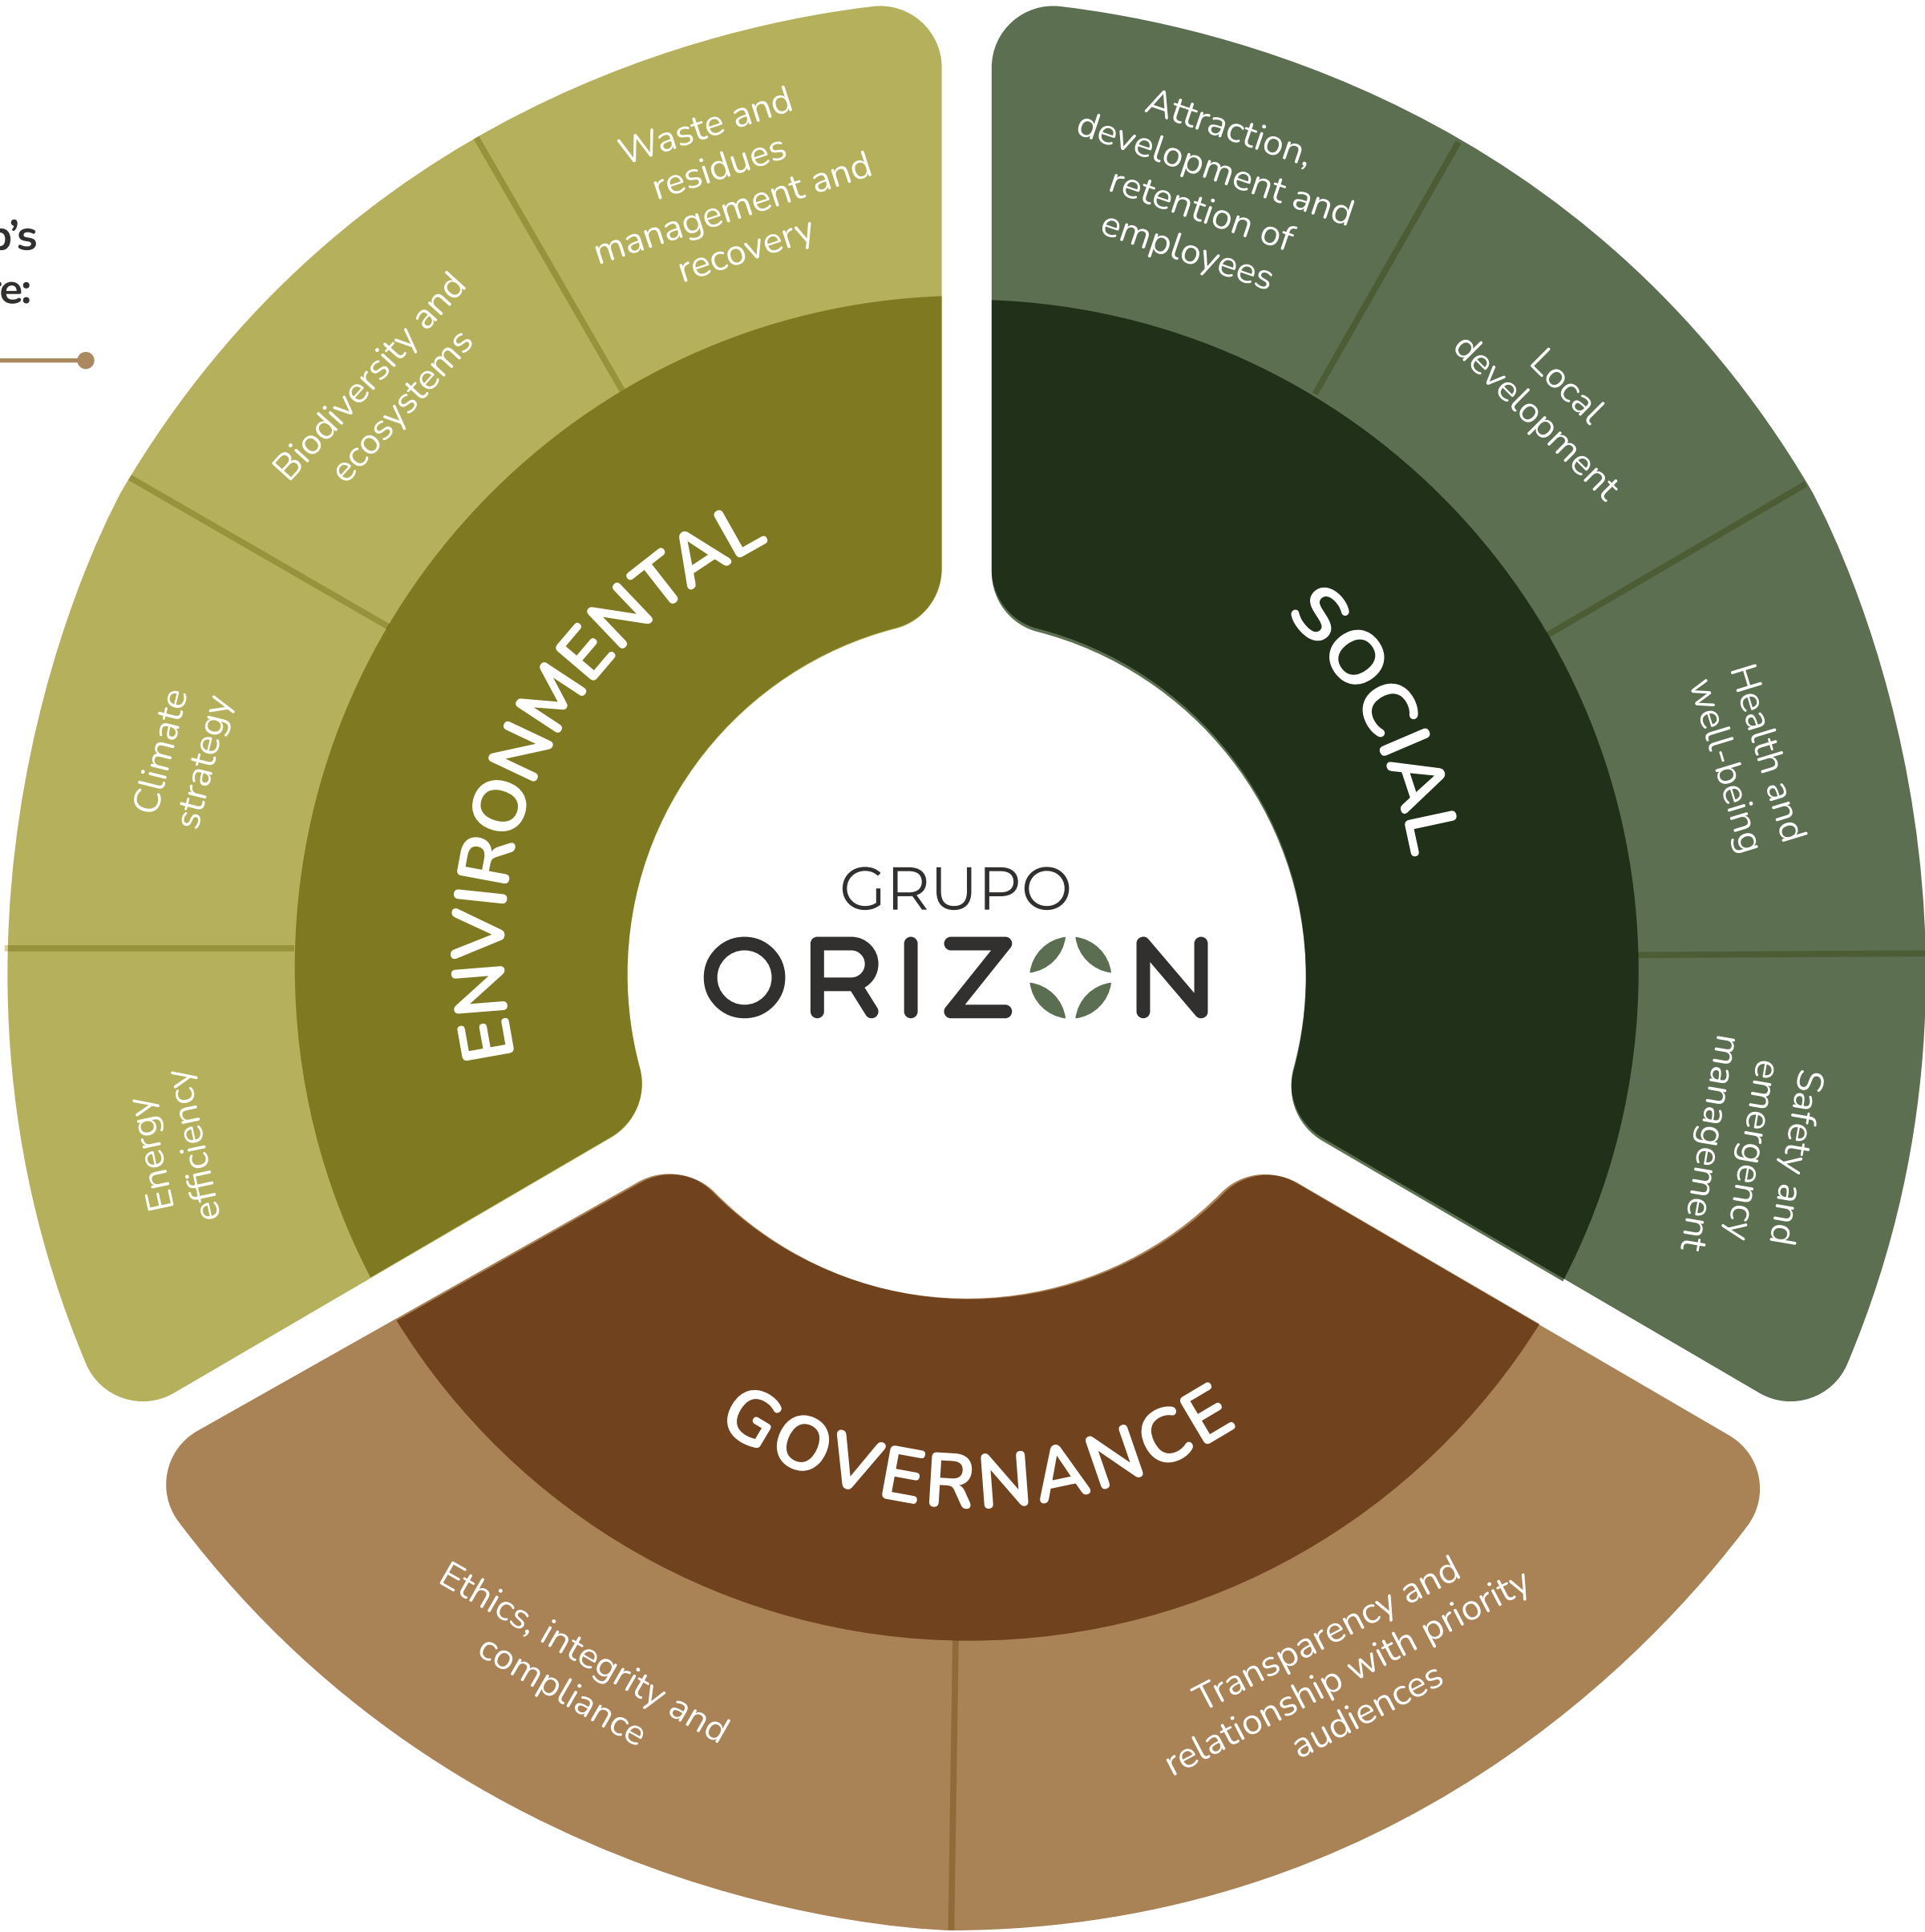 's
e:
Waste and
residues
management and
recovery
Biodiversity and
ecosystems
Climate
strategy
Energy
efficiency
ENVIROMENTAL
Attraction,
development and
retention of
employees
Local
development
Health and
well-being
Safety and
emergency
management
SOCIAL
GRUPO
ORIZON
GOVERNANCE
Ethics, integrity and
compliance
Transparency and
relationship with priority
audiences